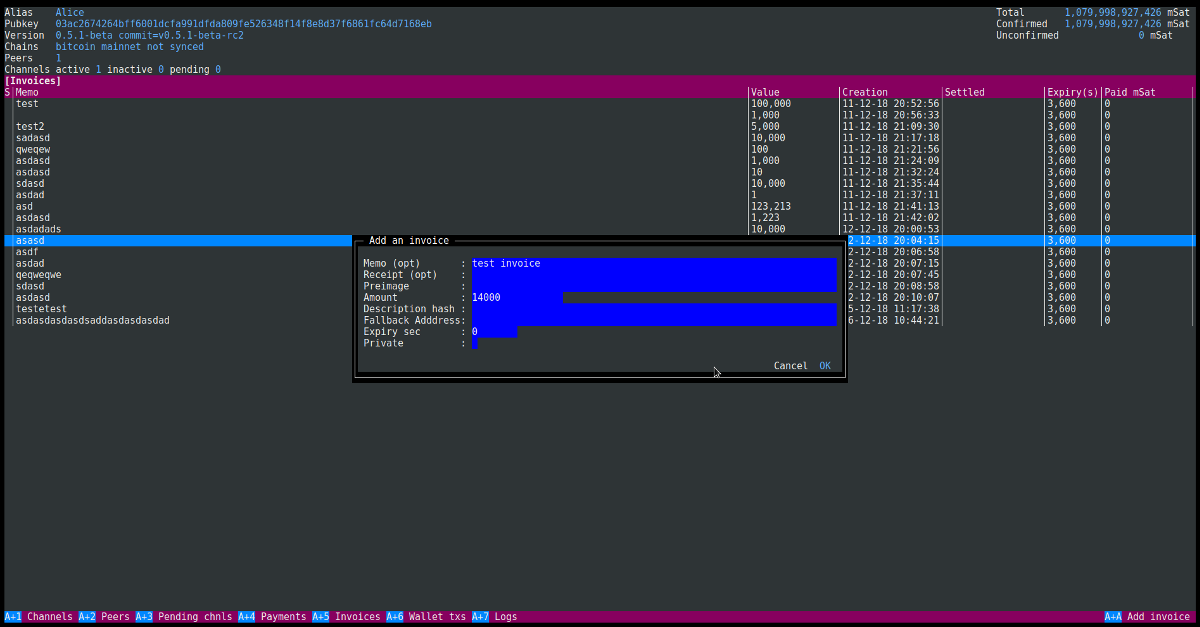 Alias Alice Total 1,079,998,927,426 mSat
Pubkey 03ac2674264bff6001dcfa991dfda809fe526348f14f8e8d37f6861fc64d7168eb Confirmed 1,079,998,927,426 mSat
Version 0.5.1-beta commit=v0.5.1-beta-rc2 Unconfirmed 0 mSat
Chains bitcoin mainnet not synced
Peers 1
Channels active 1 inactive 0 pending 0
[Invoices]
S Memo Value Creation Settled Expiry(s) Paid mSat
test 100,000 11-12-18 20:52:56 3,600 0
1,000 11-12-18 20:56:33 3,600 0
test2 5,000 11-12-18 21:09:30 3,600 0
sadasd 10,000 11-12-18 21:17:18 3,600 0
qweqew 100 11-12-18 21:21:56 3,600 0
asdasd 1,000 11-12-18 21:24:09 3,600 0
asdasd 10 11-12-18 21:32:24 3,600 0
sdasd 10,000 11-12-18 21:35:44 3,600 0
asdad 1 11-12-18 21:37:11 3,600 0
asd 123,213 11-12-18 21:41:13 3,600 0
asdasd 1,223 11-12-18 21:42:02 3,600 0
asdadads 10,000 12-12-18 20:00:53 3,600 0
asasd 2-12-18 20:04:15 3,600 0
asdf 2-12-18 20:06:58 3,600 0
asdad 2-12-18 20:07:15 3,600 0
qeqweqwe 2-12-18 20:07:45 3,600 0
sdasd 2-12-18 20:08:58 3,600 0
asdasd 2-12-18 20:10:07 3,600 0
testetest 5-12-18 11:17:38 3,600 0
asdasdasdasdsaddasdasdasdad 6-12-18 10:44:21 3,600 0
Add an invoice
Memo (opt) : test invoice
Receipt (opt) :
Preimage :
Amount : 14000
Description hash :
Fallback Adddress:
Expiry sec : 0
Private :
Cancel OK
A+1 Channels A+2 Peers A+3 Pending chnls A+4 Payments A+5 Invoices A+6 Wallet txs A+7 Logs A+A Add invoice